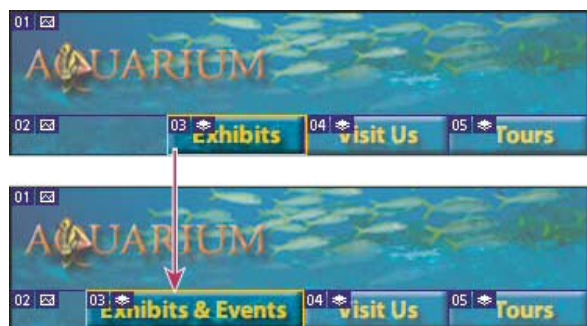 01
AQUARIUM
02 03 Exhibits 04 Visit Us 05 Tours
01
AQUARIUM
02 03 Exhibits & Events 04 Visit Us 05 Tours